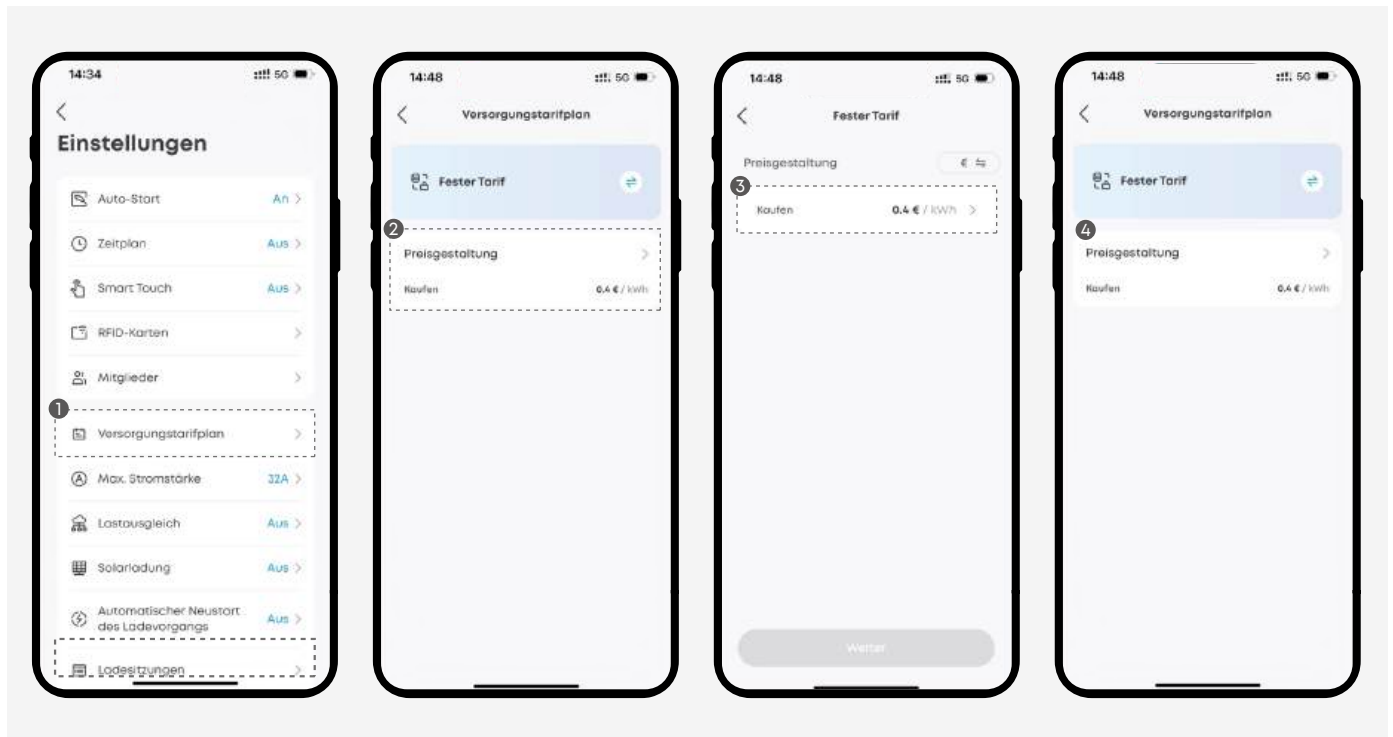 14:34 5G
Einstellungen
Auto-Start An
Zeitplan Aus
Smart Touch Aus
RFID-Karten
Mitglieder
1
Versorgungstarifplan
Max. Stromstärke 32A
Lastausgleich Aus
Solarladung Aus
Automatischer Neustart
des Ladevorgangs Aus
Ladesitzungen
14:48 5G
Versorgungstarifplan
Fester Tarif
2
Preisgestaltung
Kaufen 0.4 € / kWh
14:48 5G
Fester Tarif
Preisgestaltung €
3
Kaufen 0.4 € / kWh
Weiter
14:48 5G
Versorgungstarifplan
Fester Tarif
4
Preisgestaltung
Kaufen 0.4 € / kWh